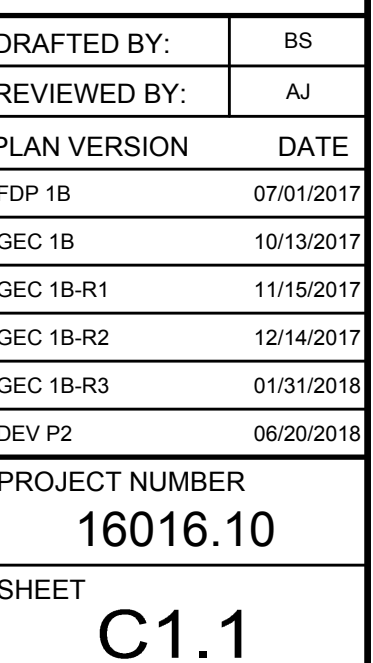 DRAFTED BY: BS
REVIEWED BY: AJ
PLAN VERSION DATE
FDP 1B 07/01/2017
GEC 1B 10/13/2017
GEC 1B-R1 11/15/2017
GEC 1B-R2 12/14/2017
GEC 1B-R3 01/31/2018
DEV P2 06/20/2018
PROJECT NUMBER
16016.10
SHEET
C1.1